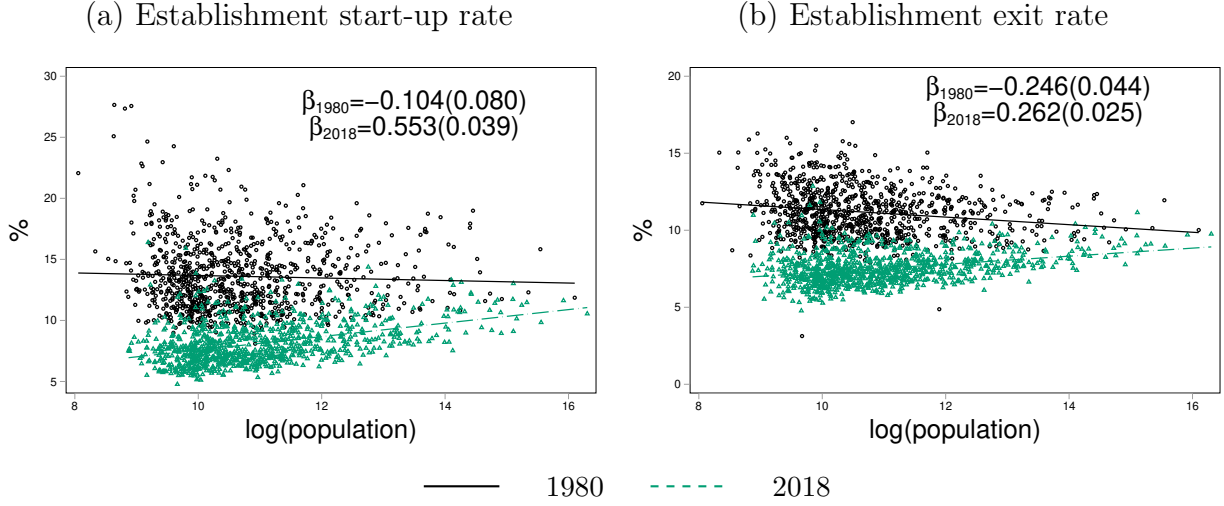 (a) Establishment start-up rate
(b) Establishment exit rate
β1980=−0.104(0.080)
β2018=0.553(0.039)
30
25
20
15
10
5
%
8 10 12 14 16
log(population)
β1980=−0.246(0.044)
β2018=0.262(0.025)
20
15
10
5
0
%
8 10 12 14 16
log(population)
1980 2018